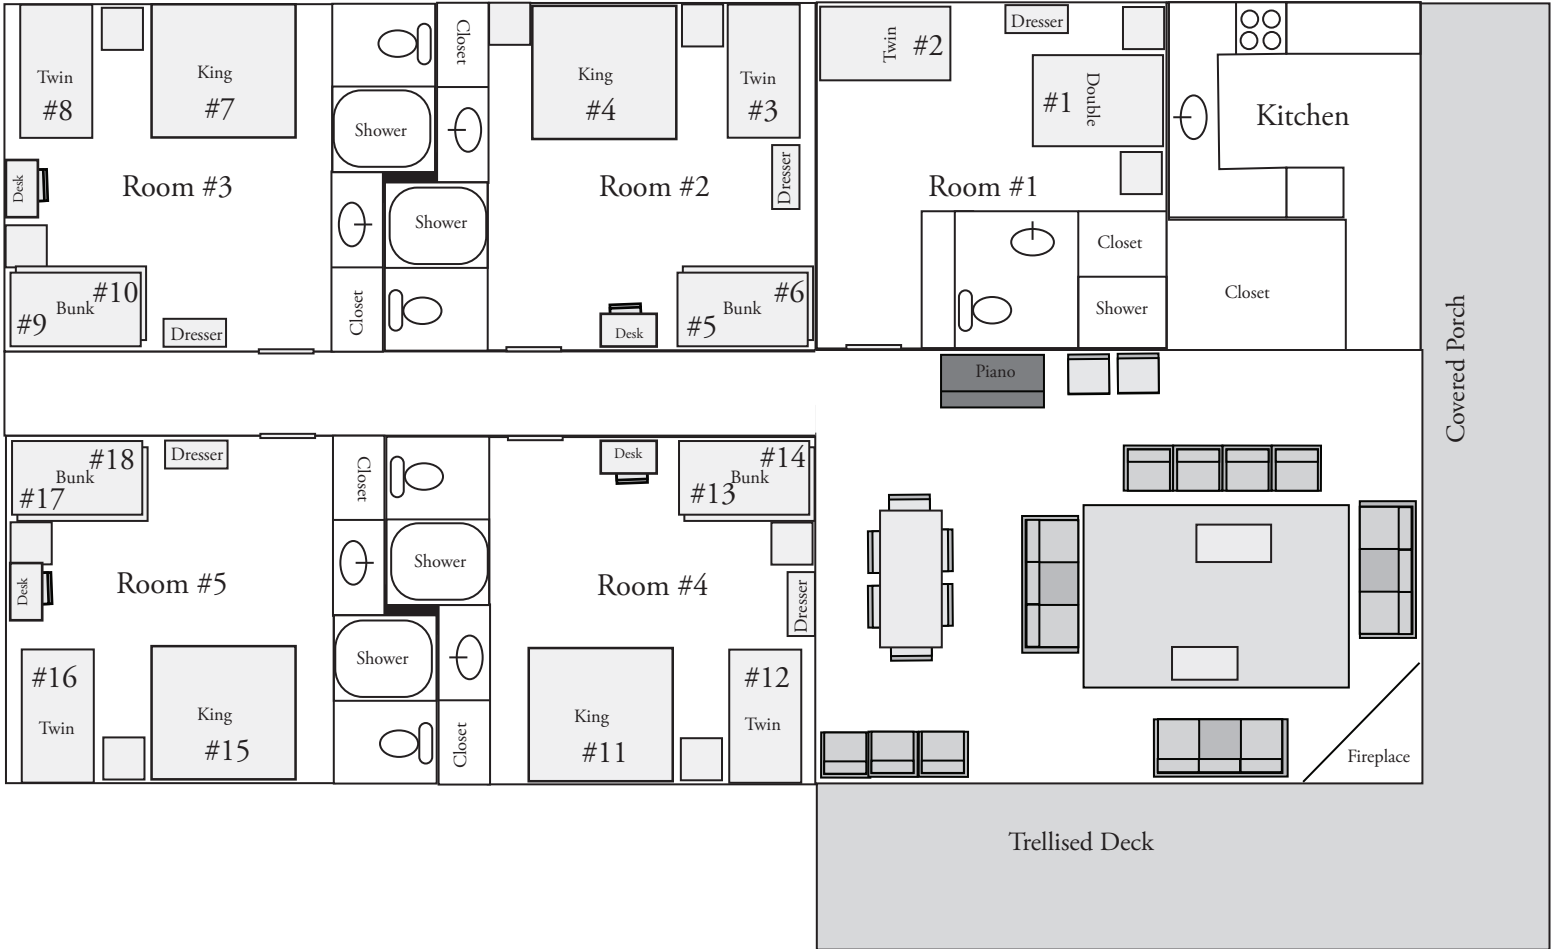 Twin
#8
King
#7
Closet
Shower
Desk
Room #3
#10
Bunk
#9
Dresser
Closet
King
#4
Twin
#3
Room #2
Dresser
Shower
#6
Bunk
#5
Desk
Twin #2
Dresser
#1 Double
Room #1
Closet
Shower
Kitchen
Closet
Covered Porch
Piano
#18
Bunk
#17
Dresser
Closet
Desk
Room #5
Shower
#16
Twin
King
#15
Shower
Closet
Desk
#14
Bunk
#13
Room #4
Dresser
King
#11
#12
Twin
Fireplace
Trellised Deck